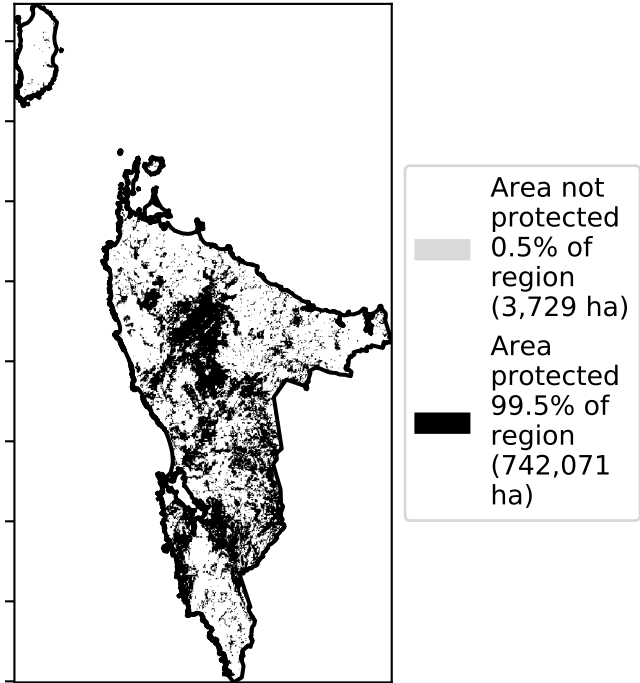 Area not
protected
0.5% of
region
(3,729 ha)
Area
protected
99.5% of
region
(742,071
ha)